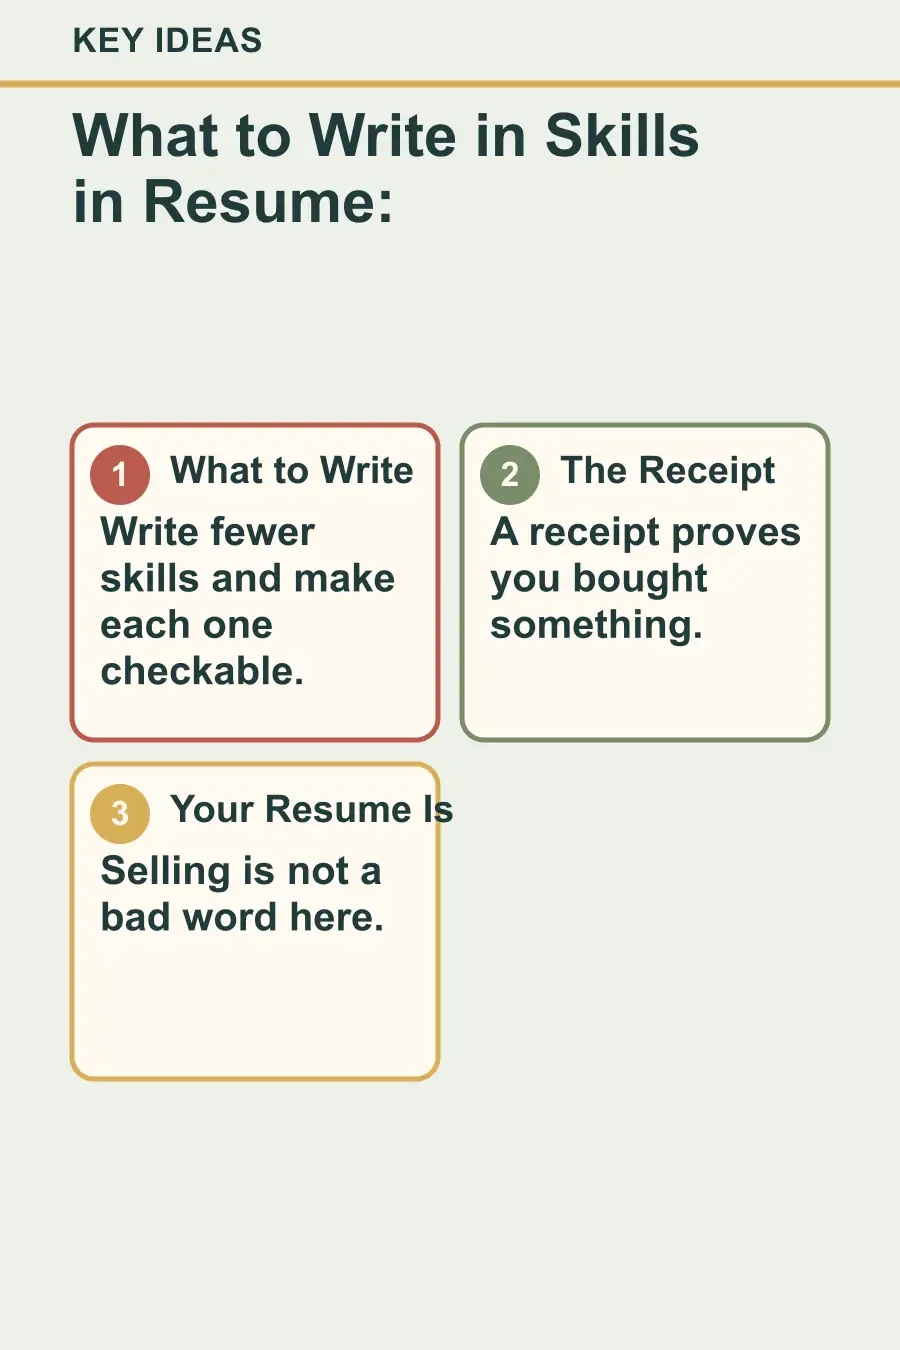 KEY IDEAS
What to Write in Skills
in Resume:
1
What to Write
Write fewer
skills and make
each one
checkable.
2
The Receipt
A receipt proves
you bought
something.
3
Your Resume Is
Selling is not a
bad word here.